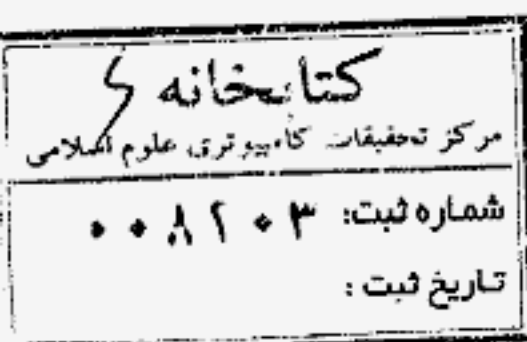 کتابخانه
مرکز تحقیقات کامپیوتری علوم اسلامی
شماره ثبت: ۰۰۸۲۰۳
تاریخ ثبت :